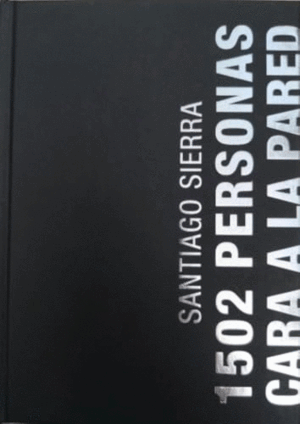 SANTIAGO SIERRA
1502 PERSONAS
CARA A LA PARED